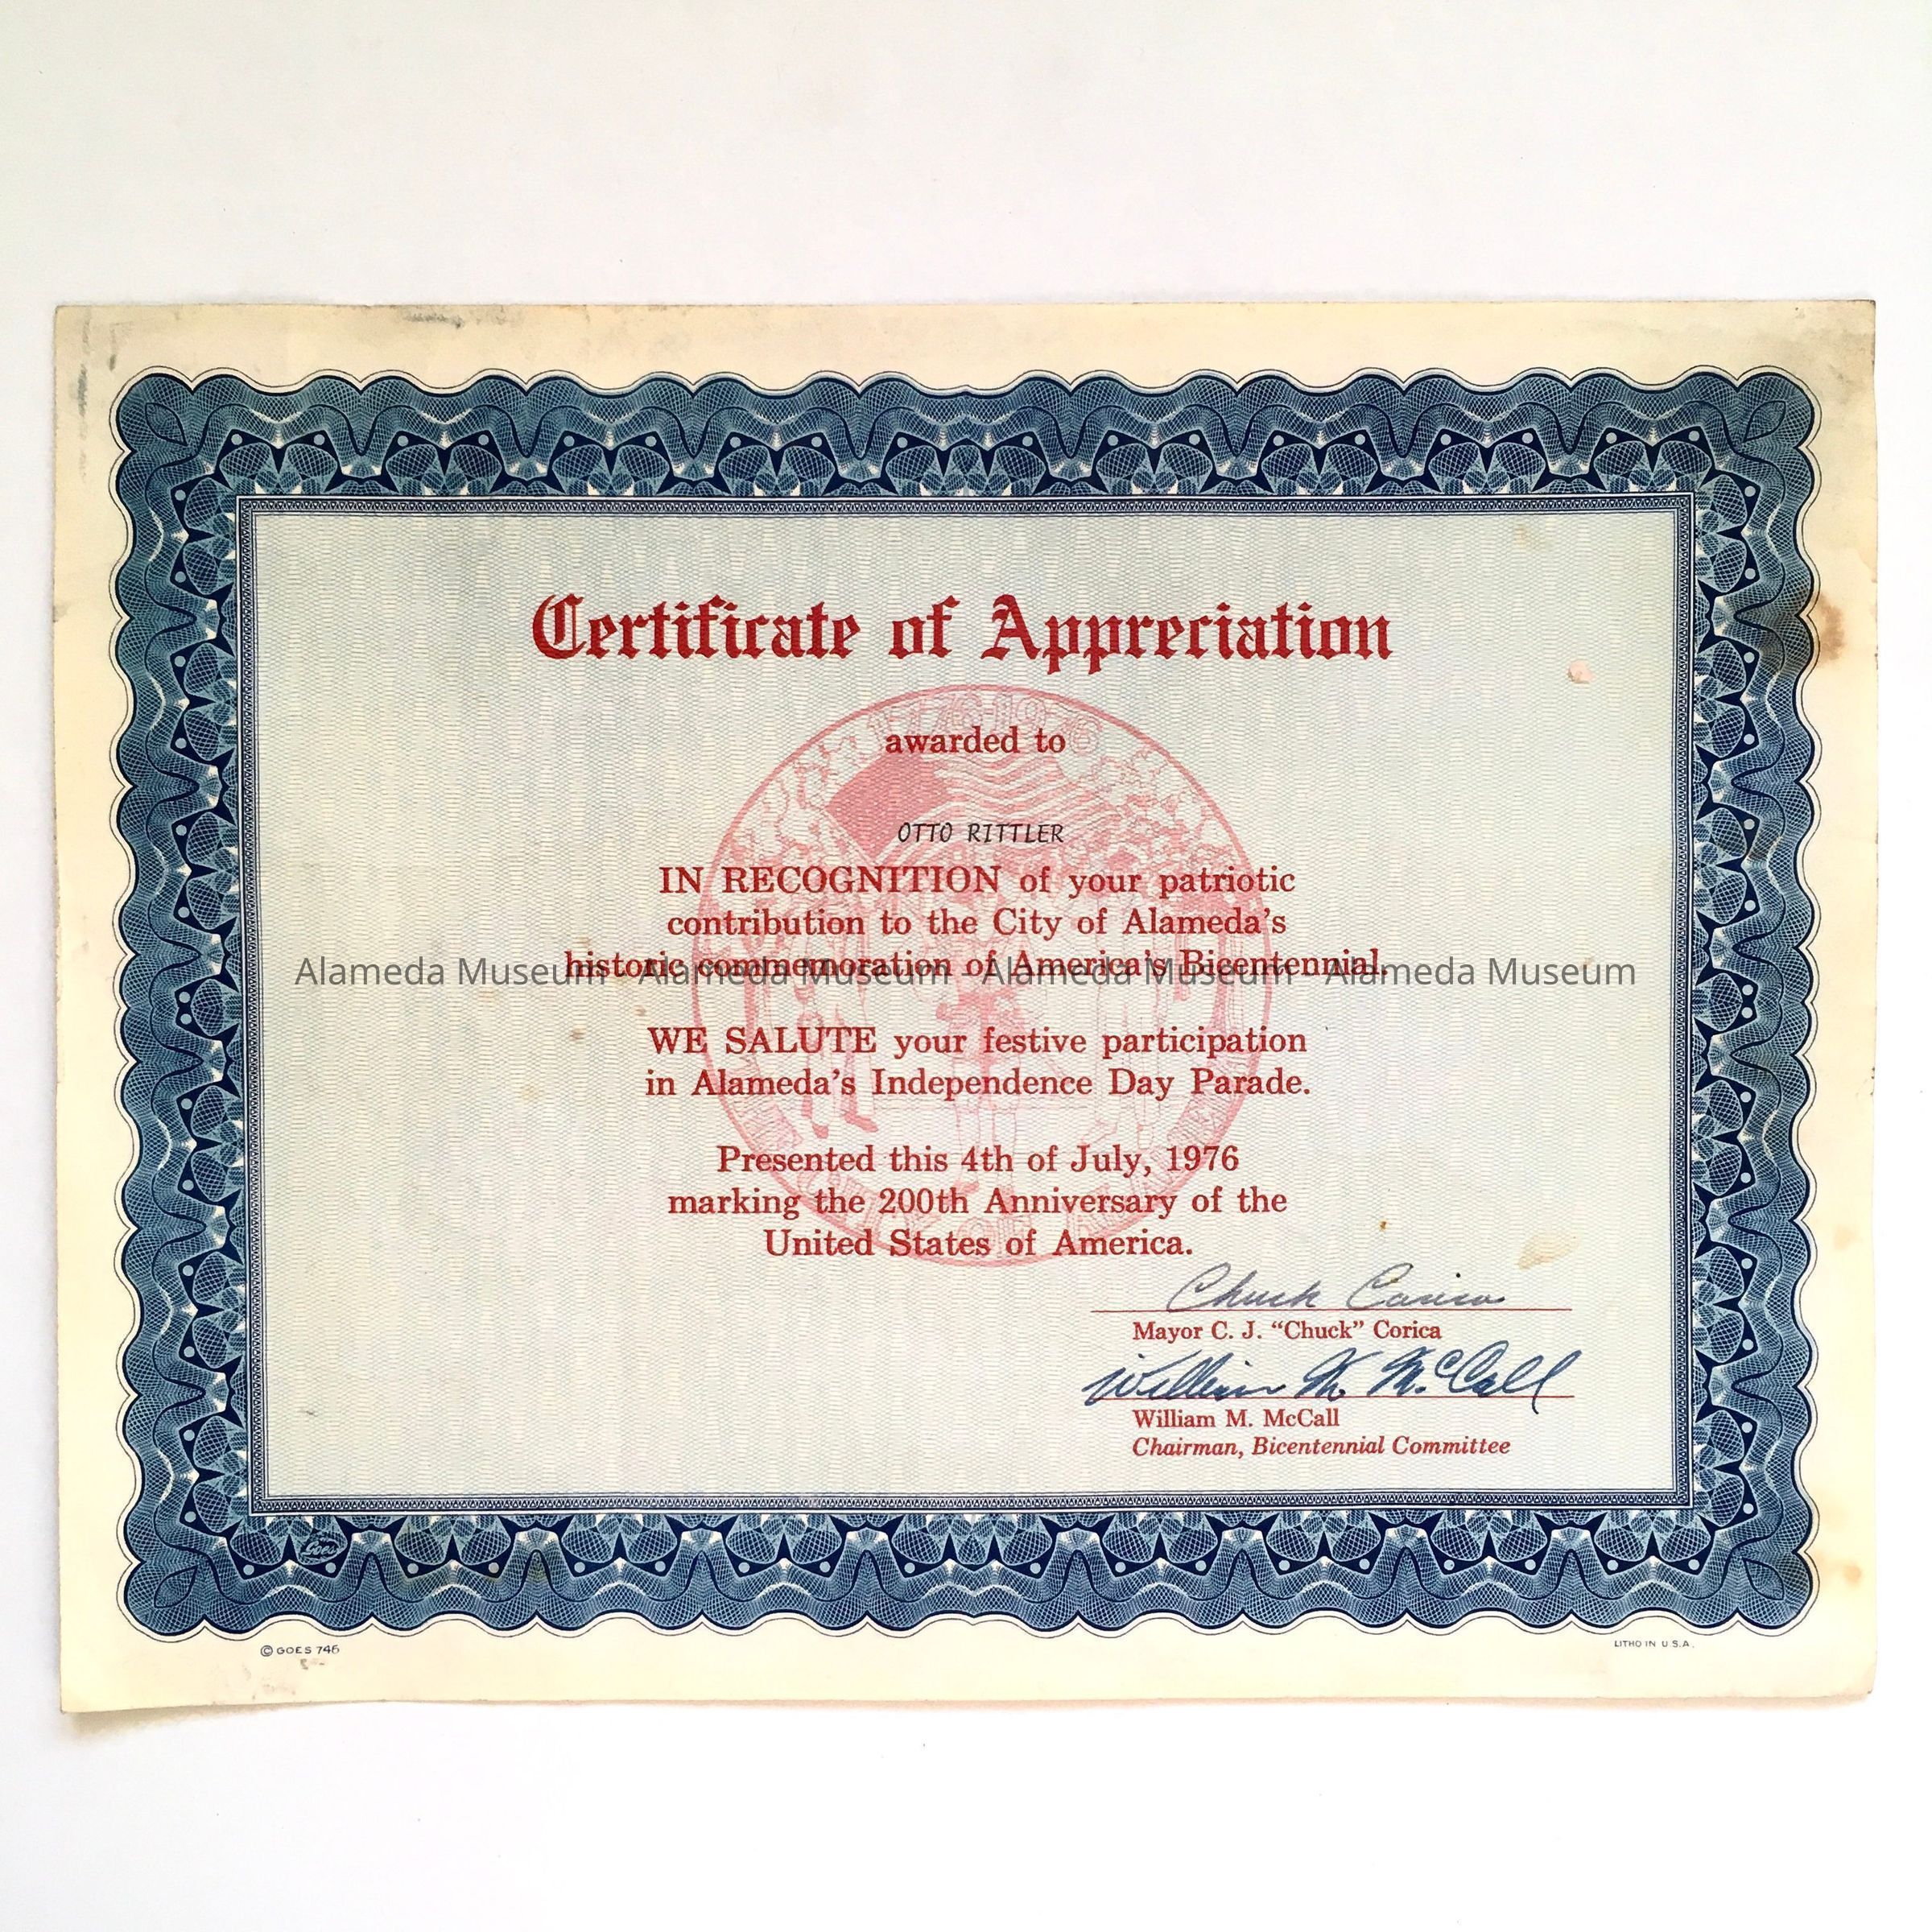 Certificate of Appreciation
1776 1976
awarded to
OTTO RITTLER
IN RECOGNITION of your patriotic
contribution to the City of Alameda's
historic commemoration of America's Bicentennial.
Alameda Museum - Alameda Museum - Alameda Museum - Alameda Museum
WE SALUTE your festive participation
in Alameda's Independence Day Parade.
Presented this 4th of July, 1976
marking the 200th Anniversary of the
United States of America.
Chuck Corica
Mayor C. J. “Chuck” Corica
William M. McCall
William M. McCall
Chairman, Bicentennial Committee
Goes
© GOES 746
LITHO IN U.S.A.